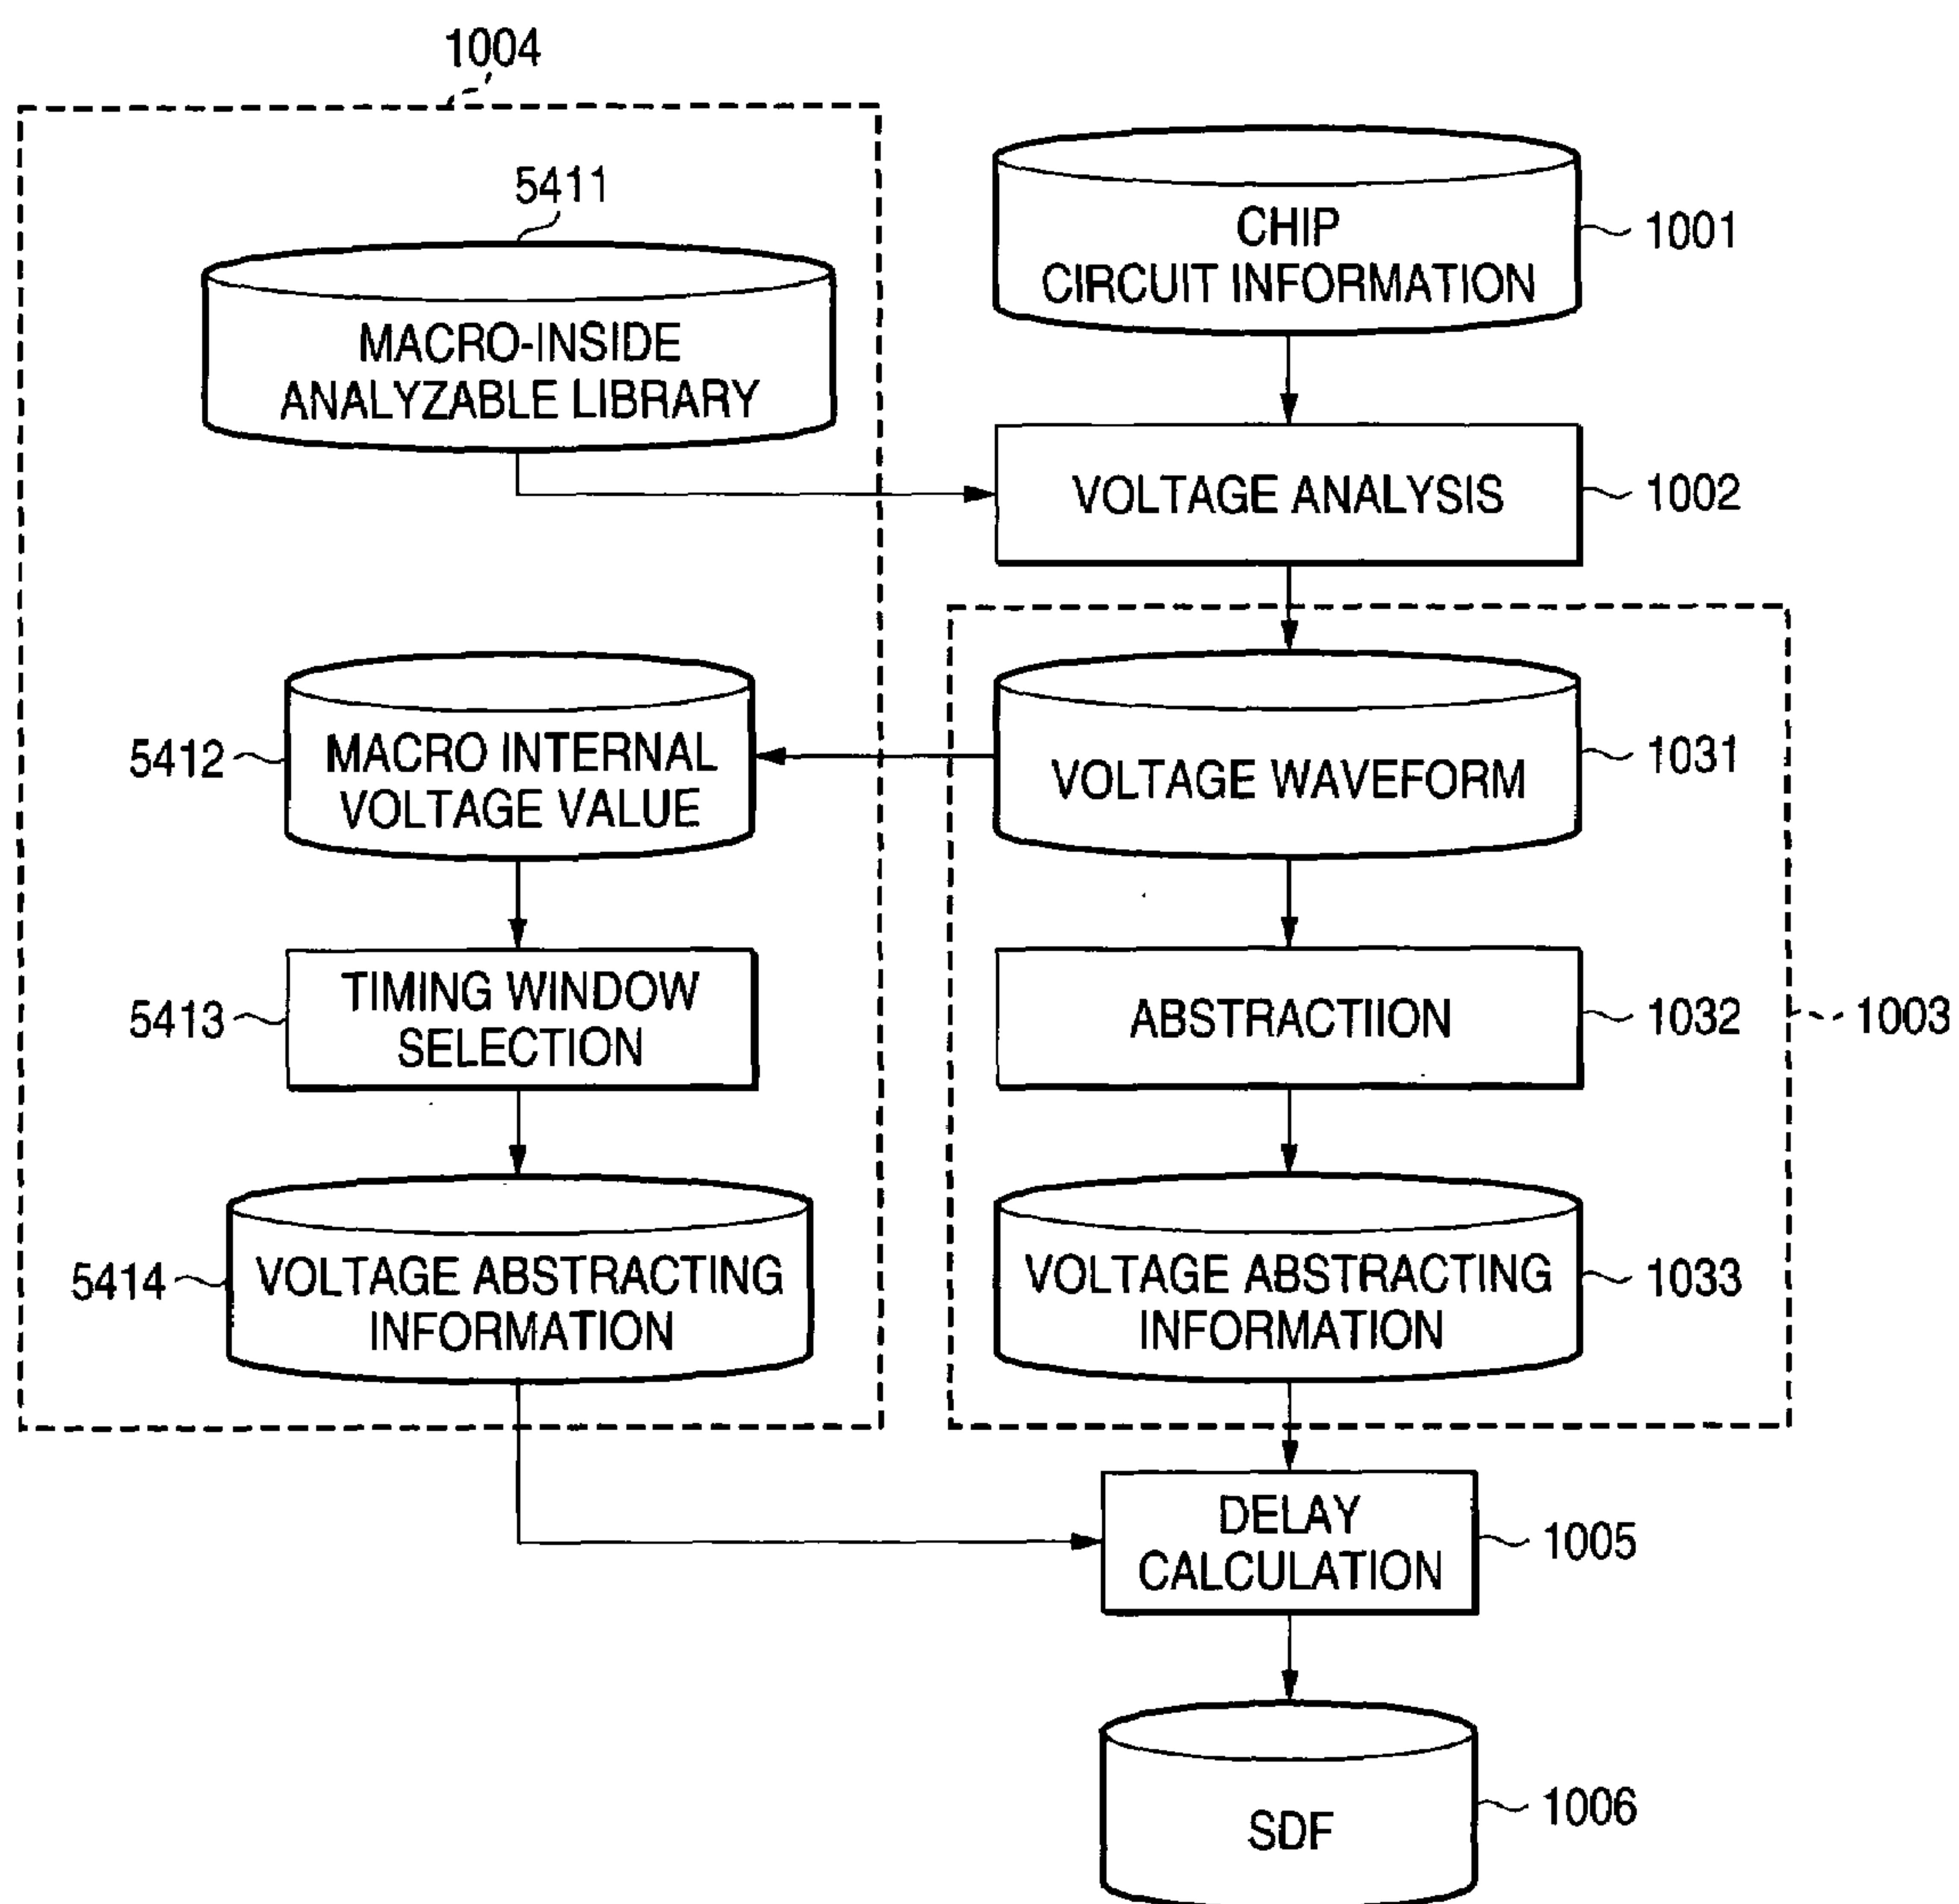 1004
5411
CHIP
CIRCUIT INFORMATION
1001
MACRO-INSIDE
ANALYZABLE LIBRARY
VOLTAGE ANALYSIS
1002
5412
MACRO INTERNAL
VOLTAGE VALUE
VOLTAGE WAVEFORM
1031
5413
TIMING WINDOW
SELECTION
ABSTRACTIION
1032
1003
5414
VOLTAGE ABSTRACTING
INFORMATION
VOLTAGE ABSTRACTING
INFORMATION
1033
DELAY
CALCULATION
1005
SDF
1006